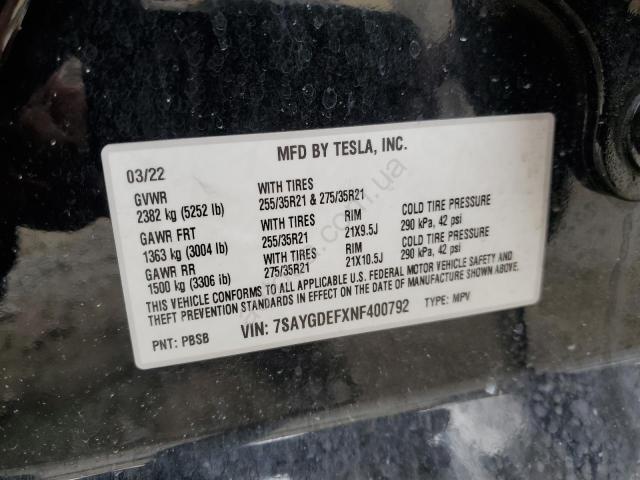 MFD BY TESLA, INC.
03/22
GVWR
2382 kg (5252 lb)
WITH TIRES
255/35R21 & 275/35R21
GAWR FRT
1363 kg (3004 lb)
WITH TIRES
255/35R21
RIM
21X9.5J
COLD TIRE PRESSURE
290 kPa, 42 psi
GAWR RR
1500 kg (3306 lb)
WITH TIRES
275/35R21
RIM
21X10.5J
COLD TIRE PRESSURE
290 kPa, 42 psi
THIS VEHICLE CONFORMS TO ALL APPLICABLE U.S. FEDERAL MOTOR VEHICLE SAFETY AND
THEFT PREVENTION STANDARDS IN EFFECT ON THE DATE OF MANUFACTURE SHOWN ABOVE.
PNT: PBSB
VIN: 7SAYGDEFXNF400792
TYPE: MPV